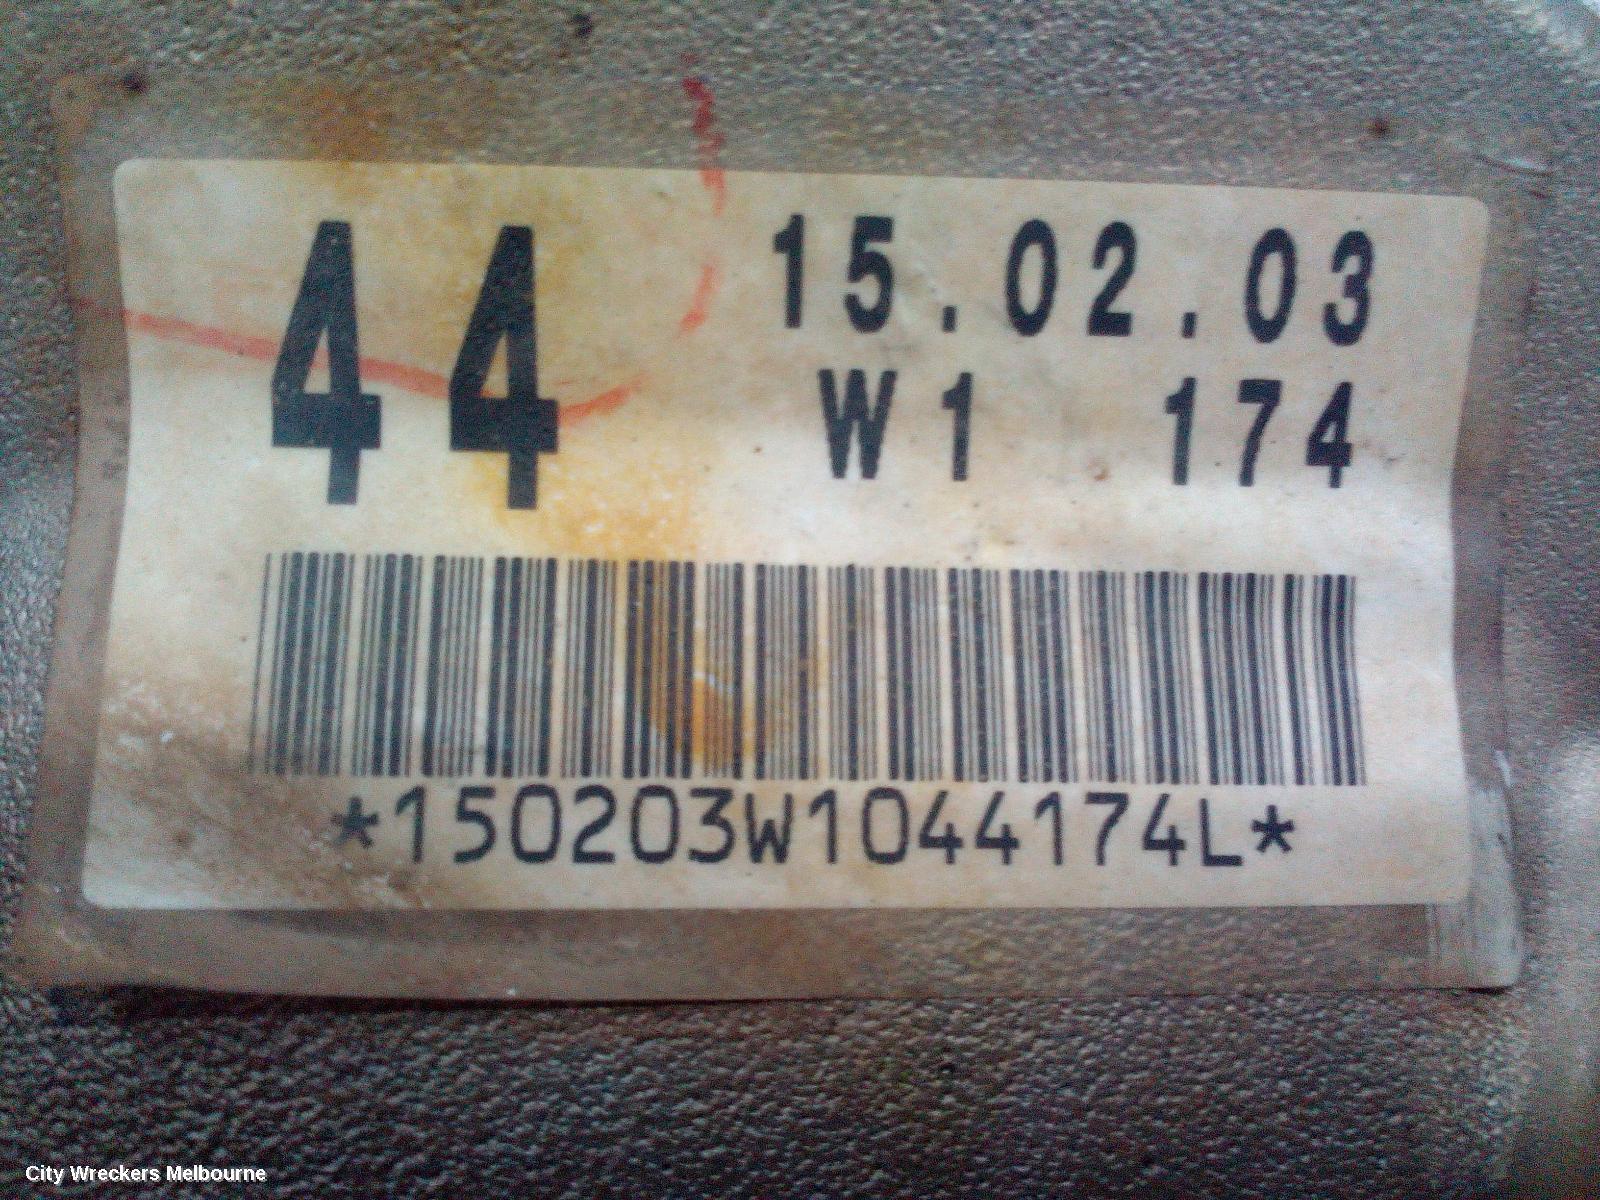 44
15.02.03
W1 174
*150203W1044174L*
City Wreckers Melbourne